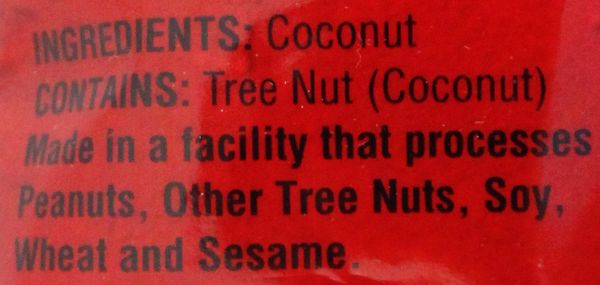 INGREDIENTS: Coconut
CONTAINS: Tree Nut (Coconut)
Made in a facility that processes
Peanuts, Other Tree Nuts, Soy,
Wheat and Sesame.